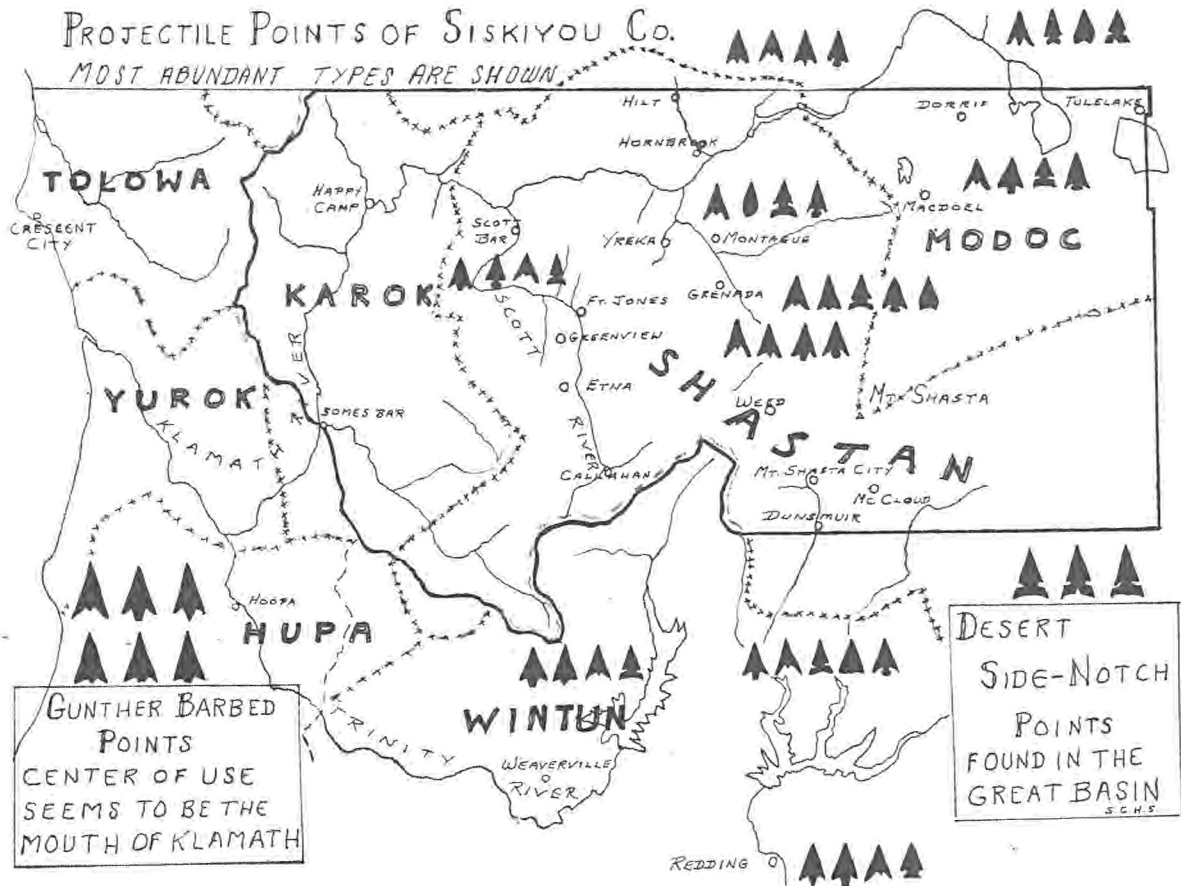 PROJECTILE POINTS OF SISKIYOU CO.
MOST ABUNDANT TYPES ARE SHOWN
HILT
DORRIS
TULELAKE
HORNBROOK
TOLOWA
HAPPY
CAMP
MACDOEL
CRESCENT
CITY
SCOTT
BAR
YREKA
MONTAGUE
MODOC
KAROK
SCOTT
RIVER
FT. JONES
GRENADA
GREENVIEW
SHASTAN
YUROK
KLAMATH
RIVER
ETNA
WEED
MT. SHASTA
SOMES BAR
CALLAHAN
MT. SHASTA CITY
MC CLOUD
DUNSMUIR
HOOPA
HUPA
WINTUN
TRINITY
RIVER
WEAVERVILLE
REDDING
GUNTHER BARBED
POINTS
CENTER OF USE
SEEMS TO BE THE
MOUTH OF KLAMATH
DESERT
SIDE-NOTCH
POINTS
FOUND IN THE
GREAT BASIN
S.C.H.S.